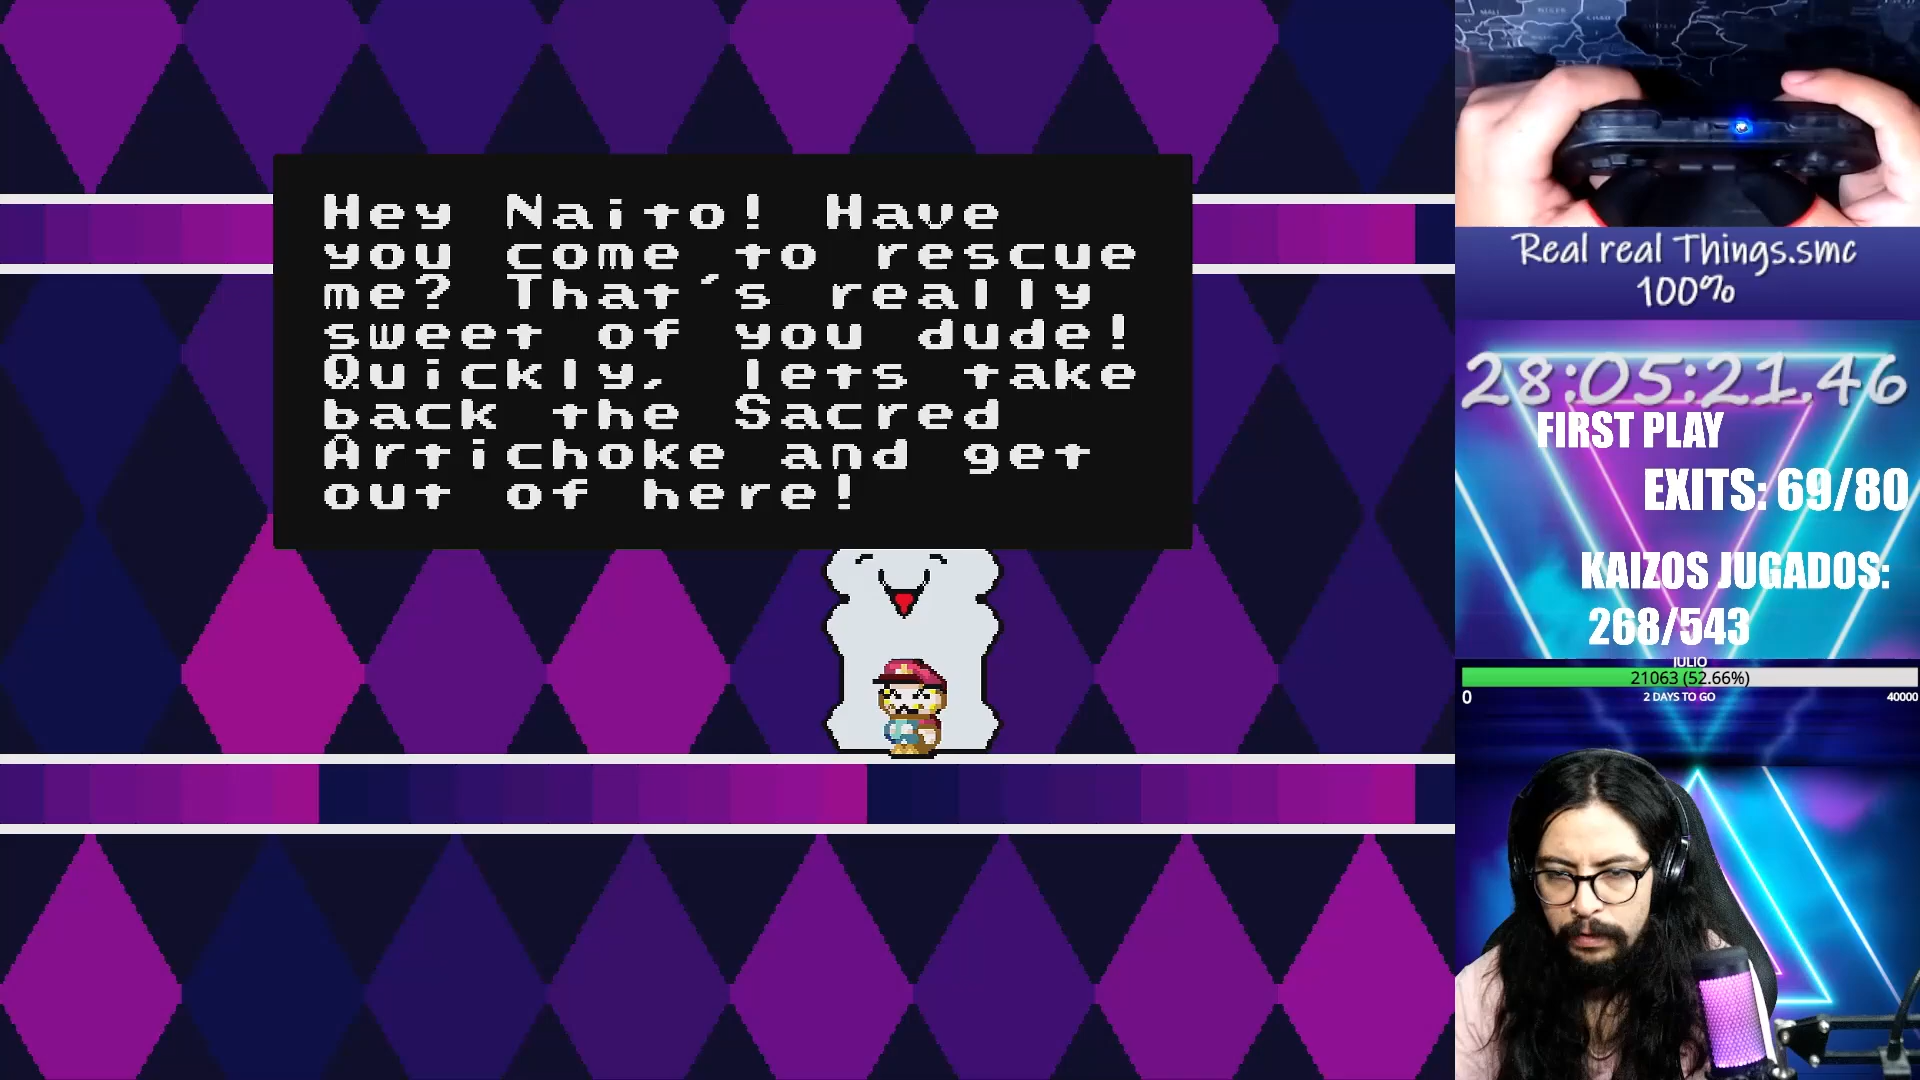 Hey Naito! Have
you come to rescue
me? That's really
sweet of you dude!
Quickly, lets take
back the Sacred
Artichoke and get
out of here!
Real real Things.smc
100%
28:05:21.46
FIRST PLAY
EXITS: 69/80
KAIZOS JUGADOS:
268/543
JULIO
21063 (52.66%)
0
2 DAYS TO GO
40000